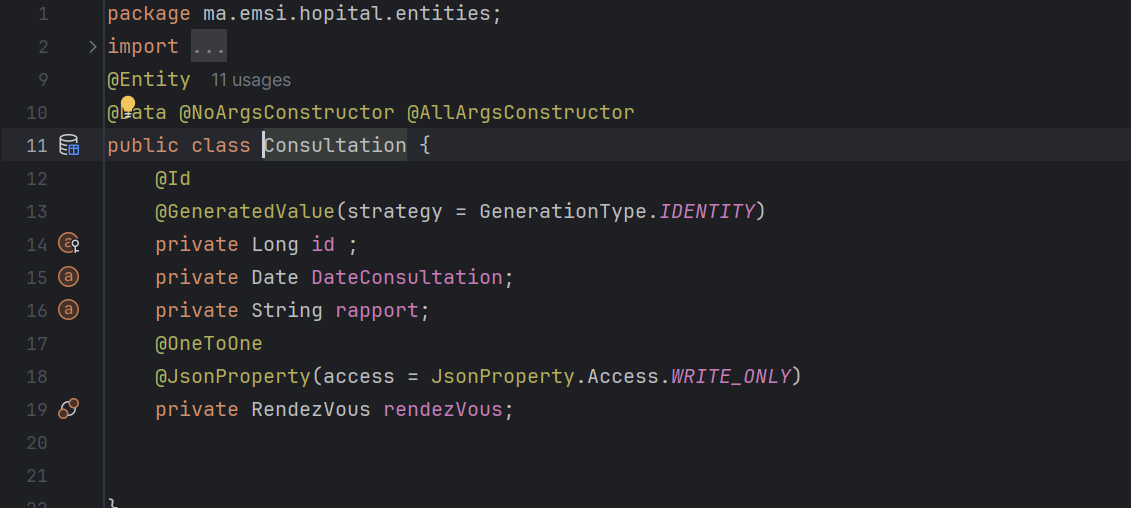 1 package ma.emsi.hopital.entities;
2 import ...
9 @Entity 11 usages
10 @Data @NoArgsConstructor @AllArgsConstructor
11 public class Consultation {
12 @Id
13 @GeneratedValue(strategy = GenerationType.IDENTITY)
14 private Long id ;
15 private Date DateConsultation;
16 private String rapport;
17 @OneToOne
18 @JsonProperty(access = JsonProperty.Access.WRITE_ONLY)
19 private RendezVous rendezVous;
20
21
22 }